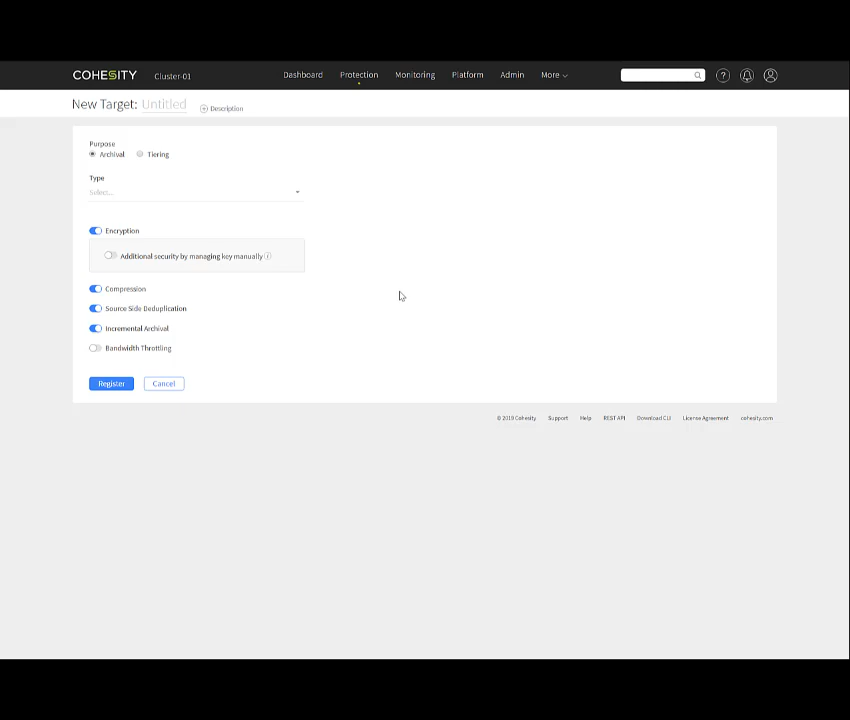 COHESITY Cluster-01 Dashboard Protection Monitoring Platform Admin More ?
New Target: Untitled + Description
Purpose
Archival Tiering
Type
Select...
Encryption
Additional security by managing key manually i
Compression
Source Side Deduplication
Incremental Archival
Bandwidth Throttling
Register Cancel
© 2019 Cohesity Support Help REST API Download CLI License Agreement cohesity.com